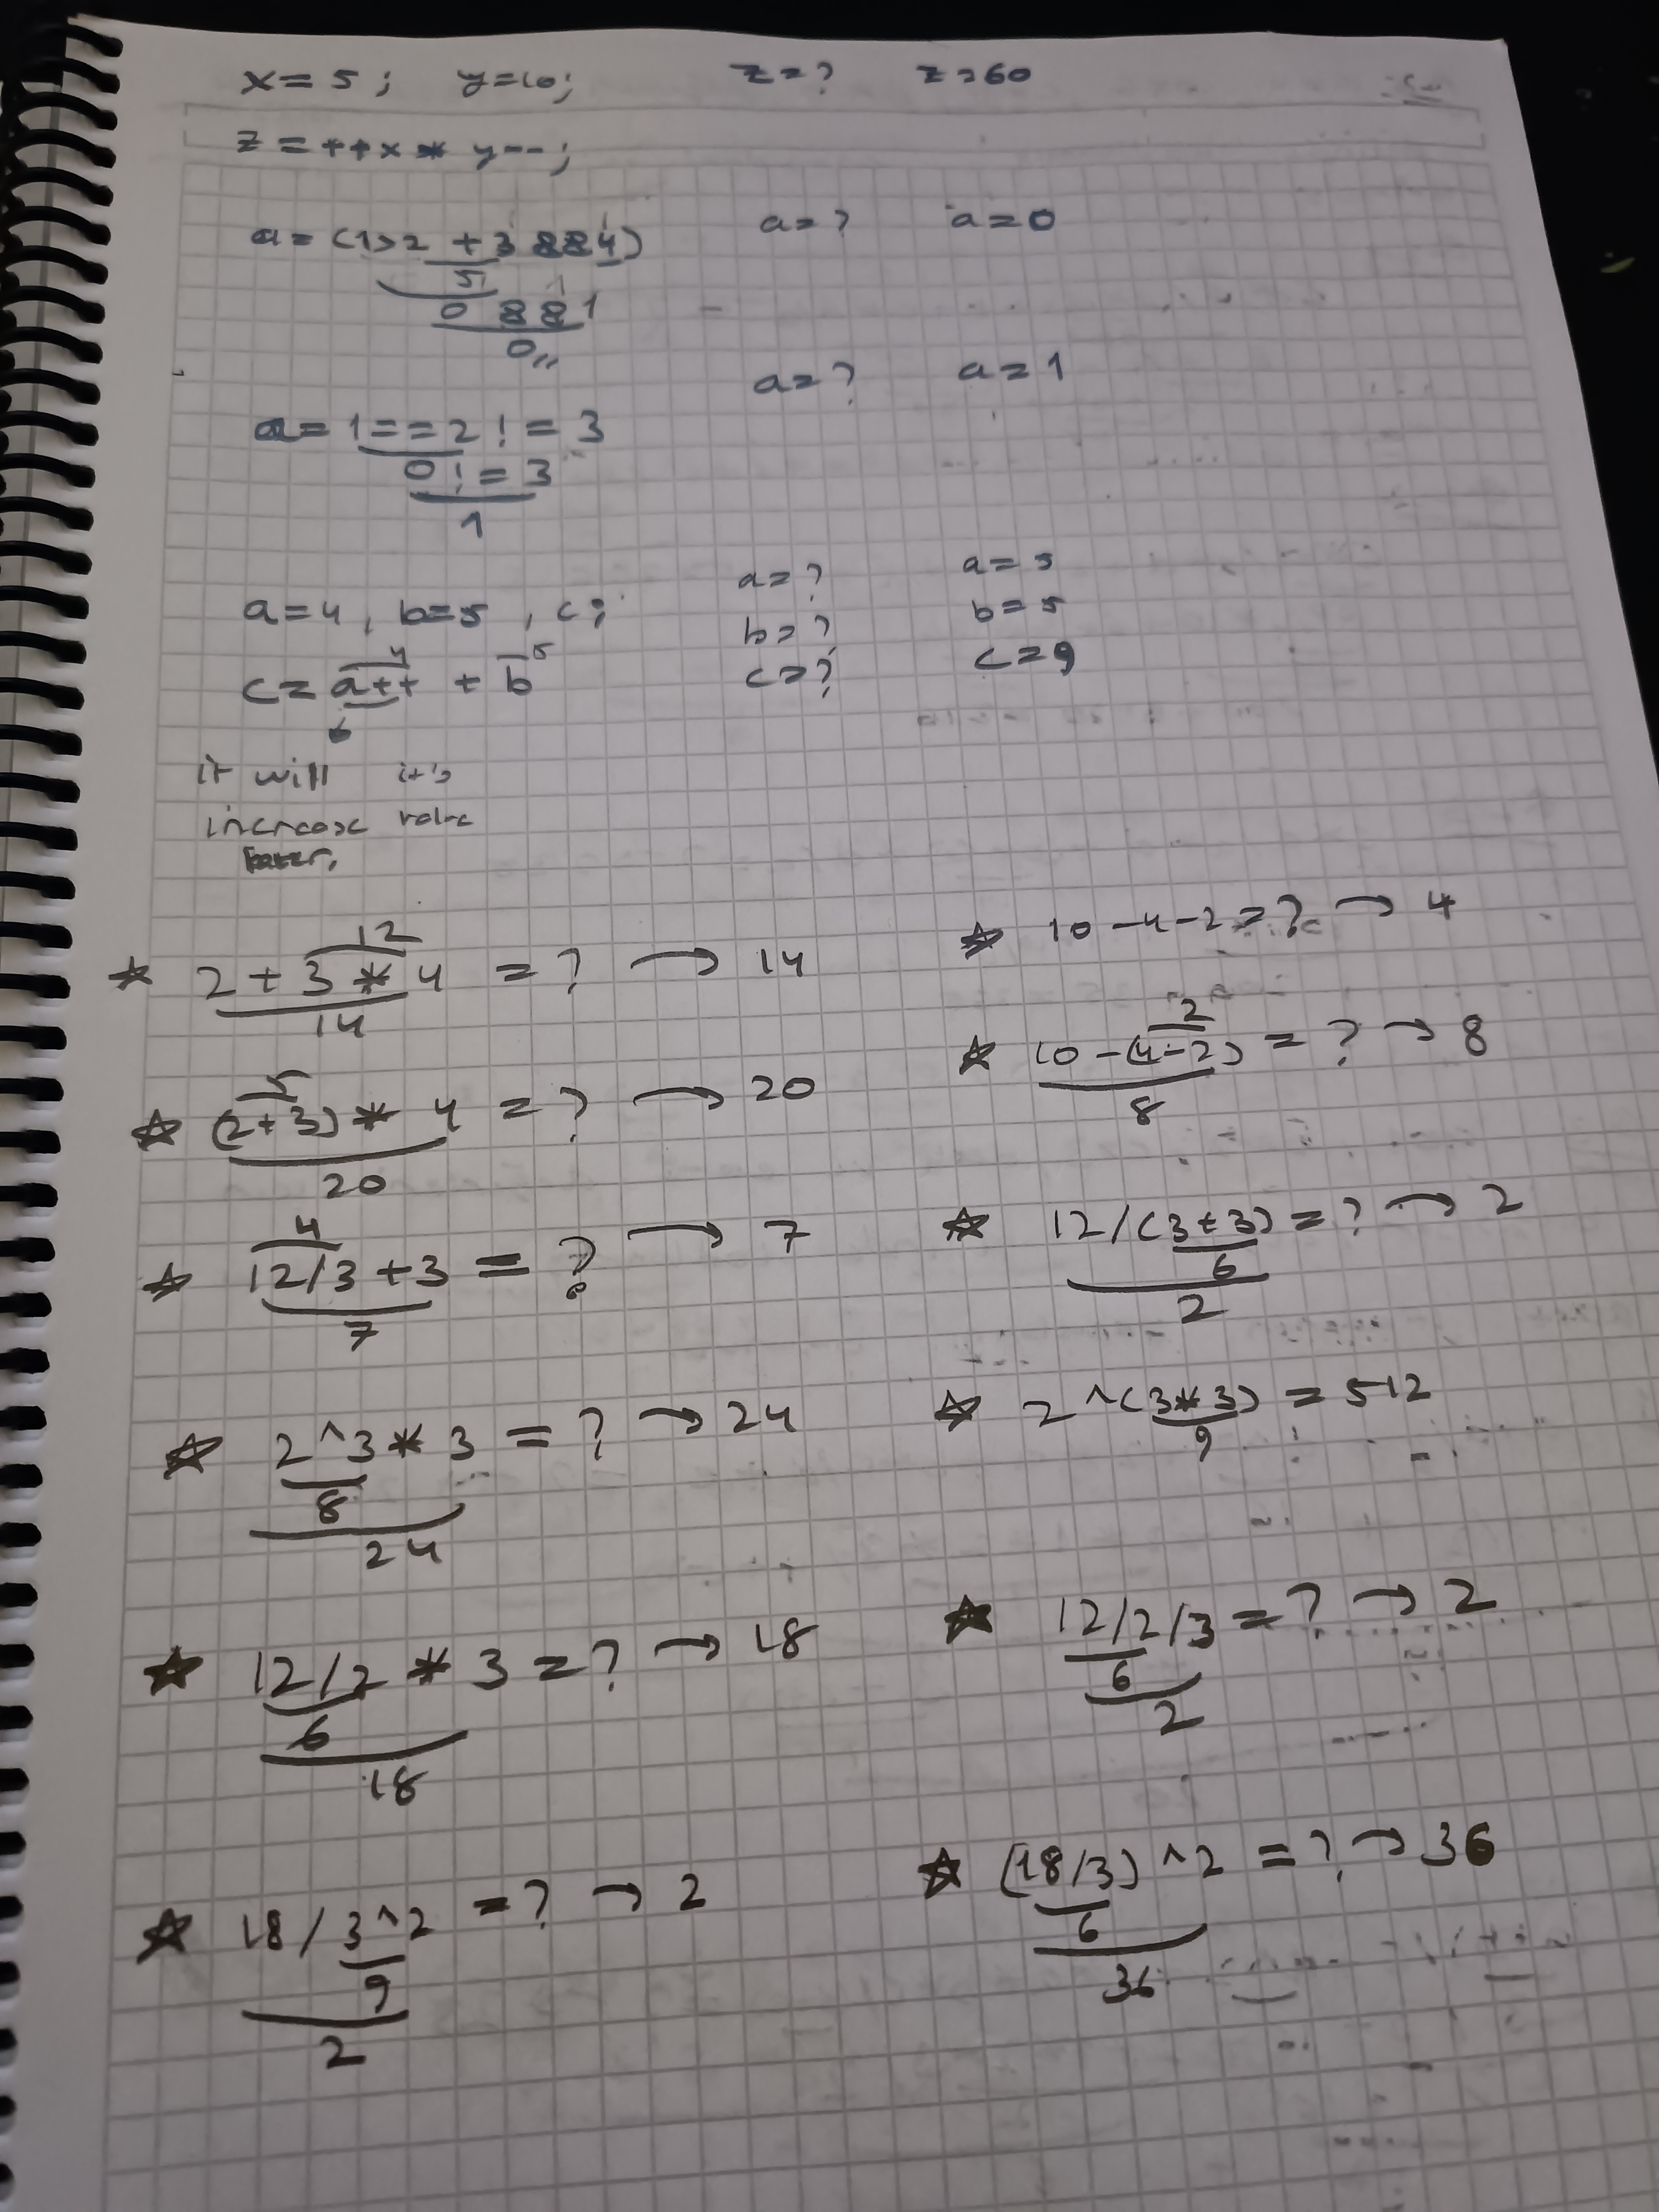 x = 5 ; y = 10 ; z = ? z = 60
z = ++x * y-- ;
a = (1>2 + 3 && 4) a = ? a = 0
5 1
0 && 1
0
a = ? a = 1
a = 1 == 2 != 3
0 != 3
1
a = 4 , b = 5 , c ; a = ? a = 5
b = ? b = 5
4 5
c = a++ + b c = ? c = 9
it will it's
increase value
later.
12
☆ 2 + 3 * 4 = ? → 14
14
☆ 10 - 4 - 2 = ? → 4
5
☆ (2+3) * 4 = ? → 20
20
2
☆ 10 - (4-2) = ? → 8
8
4
☆ 12/3 + 3 = ? → 7
7
☆ 12/(3+3) = ? → 2
6
2
☆ 2^3 * 3 = ? → 24
8
24
☆ 2^(3*3) = 512
9
☆ 12/2 * 3 = ? → 18
6
18
☆ 12/2/3 = ? → 2
6
2
☆ 18 / 3^2 = ? → 2
9
2
☆ (18/3) ^2 = ? → 36
6
36